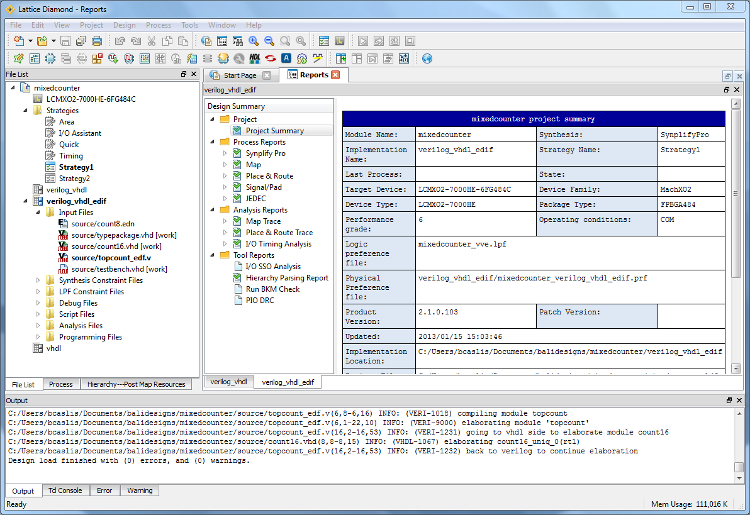 Lattice Diamond - Reports
File Edit View Project Design Process Tools Window Help
File List
mixedcounter
LCMXO2-7000HE-6FG484C
Strategies
Area
I/O Assistant
Quick
Timing
Strategy1
Strategy2
verilog_vhdl
verilog_vhdl_edif
Input Files
source/count8.edn
source/typepackage.vhd [work]
source/count16.vhd [work]
source/topcount_edf.v
source/testbench.vhd [work]
Synthesis Constraint Files
LPF Constraint Files
Debug Files
Script Files
Analysis Files
Programming Files
vhdl
File List Process Hierarchy---Post Map Resources
Start Page Reports
verilog_vhdl_edif
Design Summary
Project
Project Summary
Process Reports
Synplify Pro
Map
Place & Route
Signal/Pad
JEDEC
Analysis Reports
Map Trace
Place & Route Trace
I/O Timing Analysis
Tool Reports
I/O SSO Analysis
Hierarchy Parsing Report
Run BKM Check
PIO DRC
verilog_vhdl verilog_vhdl_edif
mixedcounter project summary
Module Name: mixedcounter Synthesis: SynplifyPro
Implementation Name: verilog_vhdl_edif Strategy Name: Strategy1
Last Process: State:
Target Device: LCMXO2-7000HE-6FG484C Device Family: MachXO2
Device Type: LCMXO2-7000HE Package Type: FPBGA484
Performance grade: 6 Operating conditions: COM
Logic preference file: mixedcounter_vve.lpf
Physical Preference file: verilog_vhdl_edif/mixedcounter_verilog_vhdl_edif.prf
Product Version: 2.1.0.103 Patch Version:
Updated: 2013/01/15 15:03:46
Implementation Location: C:/Users/bcaslis/Documents/balidesigns/mixedcounter/verilog_vhdl_edif
Output
C:/Users/bcaslis/Documents/balidesigns/mixedcounter/source/topcount_edf.v(6,8-6,16) INFO: (VERI-1018) compiling module topcount
C:/Users/bcaslis/Documents/balidesigns/mixedcounter/source/topcount_edf.v(6,1-22,10) INFO: (VERI-9000) elaborating module 'topcount'
C:/Users/bcaslis/Documents/balidesigns/mixedcounter/source/topcount_edf.v(16,2-16,53) INFO: (VERI-1231) going to vhdl side to elaborate module count16
C:/Users/bcaslis/Documents/balidesigns/mixedcounter/source/count16.vhd(8,8-8,15) INFO: (VHDL-1067) elaborating count16_uniq_0(rtl)
C:/Users/bcaslis/Documents/balidesigns/mixedcounter/source/topcount_edf.v(16,2-16,53) INFO: (VERI-1232) back to verilog to continue elaboration
Design load finished with (0) errors, and (0) warnings.
Output Tcl Console Error Warning
Ready Mem Usage: 111,016 K